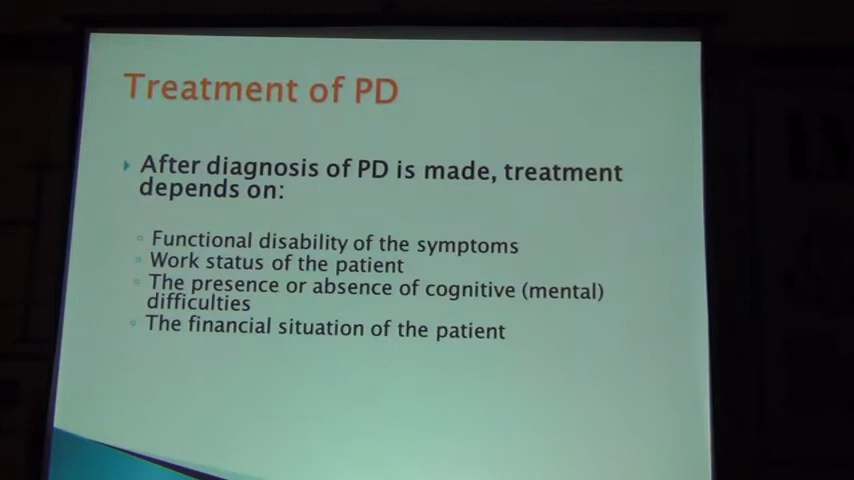 Treatment of PD
After diagnosis of PD is made, treatment
depends on:
Functional disability of the symptoms
Work status of the patient
The presence or absence of cognitive (mental)
difficulties
The financial situation of the patient